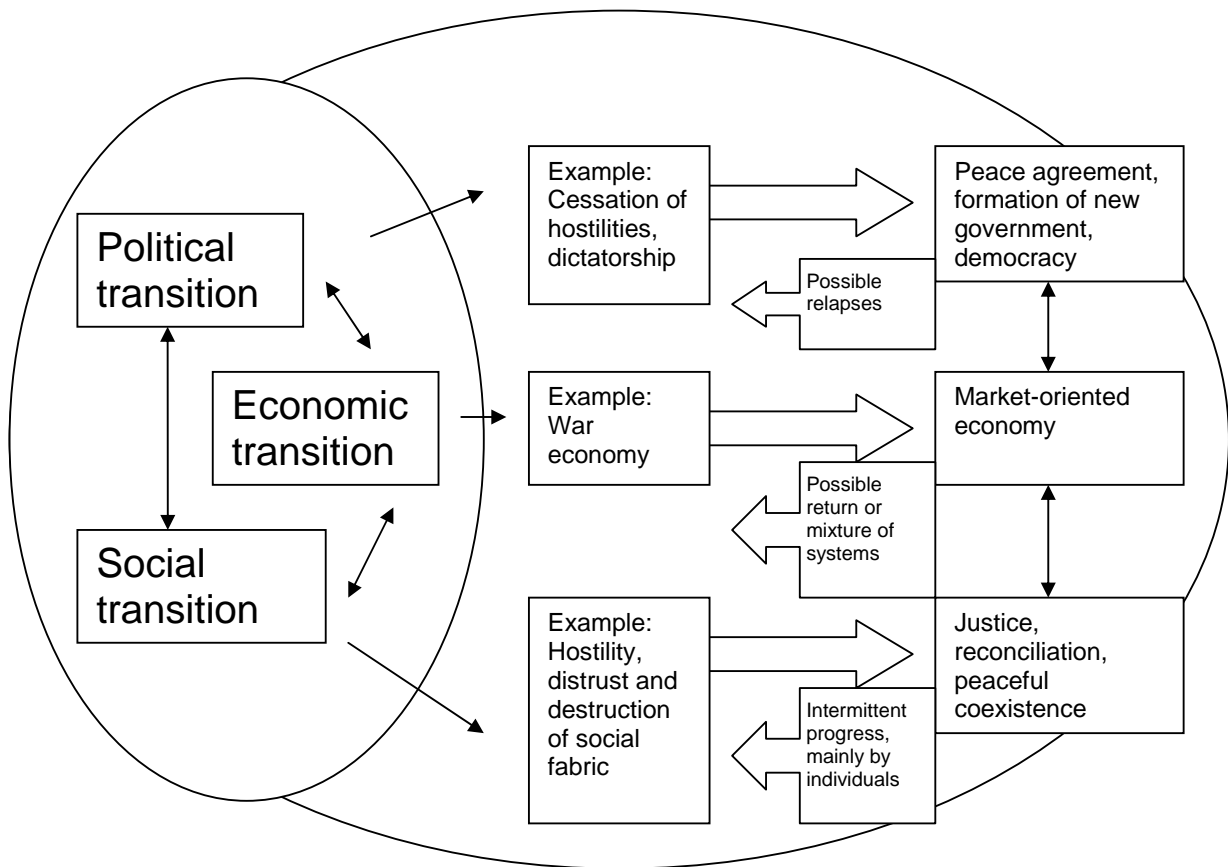 Political
transition
Economic
transition
Social
transition
Example:
Cessation of
hostilities,
dictatorship
Possible
relapses
Peace agreement,
formation of new
government,
democracy
Example:
War
economy
Possible
return or
mixture of
systems
Market-oriented
economy
Example:
Hostility,
distrust and
destruction
of social
fabric
Intermittent
progress,
mainly by
individuals
Justice,
reconciliation,
peaceful
coexistence